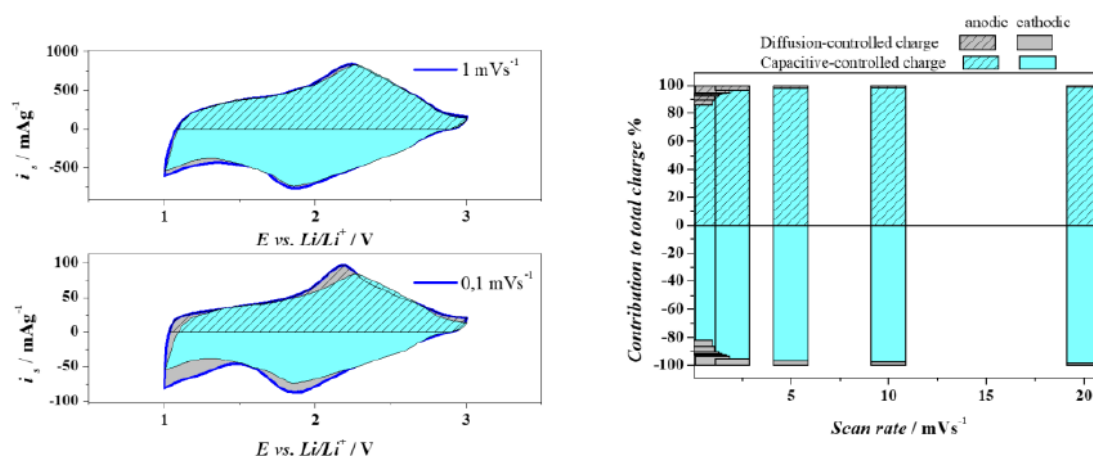 1000
500
0
-500
i_s / mAg⁻¹
1 mVs⁻¹
1 2 3
E vs. Li/Li⁺ / V
100
50
0
-50
-100
i_s / mAg⁻¹
0,1 mVs⁻¹
1 2 3
E vs. Li/Li⁺ / V
anodic cathodic
Diffusion-controlled charge
Capacitive-controlled charge
Contribution to total charge %
100
80
60
40
20
0
-20
-40
-60
-80
-100
5 10 15 20
Scan rate / mVs⁻¹